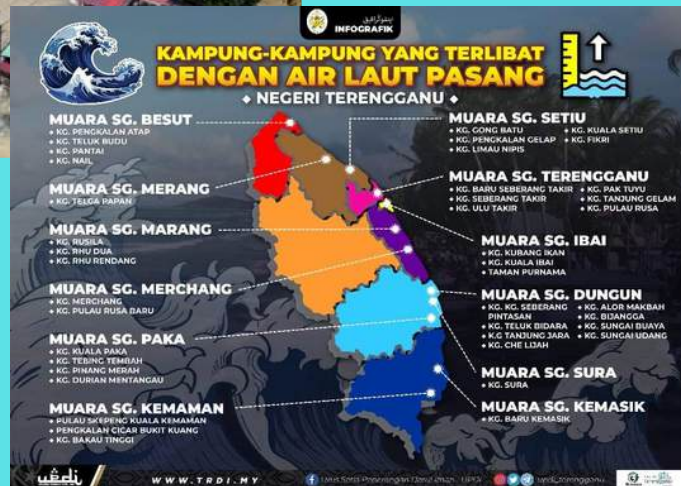 اينفوݢرافيق
INFOGRAFIK
KAMPUNG-KAMPUNG YANG TERLIBAT
DENGAN AIR LAUT PASANG
NEGERI TERENGGANU
MUARA SG. BESUT
KG. PENGKALAN ATAP
KG. TELUK BUDU
KG. PANTAI
KG. NAIL
MUARA SG. MERANG
KG. TELGA PAPAN
MUARA SG. MARANG
KG. RUSILA
KG. RHU DUA
KG. RHU RENDANG
MUARA SG. MERCHANG
KG. MERCHANG
KG. PULAU RUSA BARU
MUARA SG. PAKA
KG. KUALA PAKA
KG. TEBING TEMBAH
KG. PINANG MERAH
KG. DURIAN MENTANGAU
MUARA SG. KEMAMAN
PULAU SKEPENG KUALA KEMAMAN
PENGKALAN CICAR BUKIT KUANG
KG. BAKAU TINGGI
MUARA SG. SETIU
KG. GONG BATU
KG. KUALA SETIU
KG. PENGKALAN GELAP
KG. FIKRI
KG. LIMAU NIPIS
MUARA SG. TERENGGANU
KG. BARU SEBERANG TAKIR
KG. PAK TUYU
KG. SEBERANG TAKIR
KG. TANJUNG GELAM
KG. ULU TAKIR
KG. PULAU RUSA
MUARA SG. IBAI
KG. KUBANG IKAN
KG. KUALA IBAI
TAMAN PURNAMA
MUARA SG. DUNGUN
KG. KG. SEBERANG
PINTASAN
KG. ALOR MAKBAH
KG. BIJANGGA
KG. TELUK BIDARA
KG. SUNGAI BUAYA
K.G TANJUNG JARA
KG. SUNGAI UDANG
KG. CHE LIJAH
MUARA SG. SURA
KG. SURA
MUARA SG. KEMASIK
KG. BARU KEMASIK
WWW.TRDI.MY